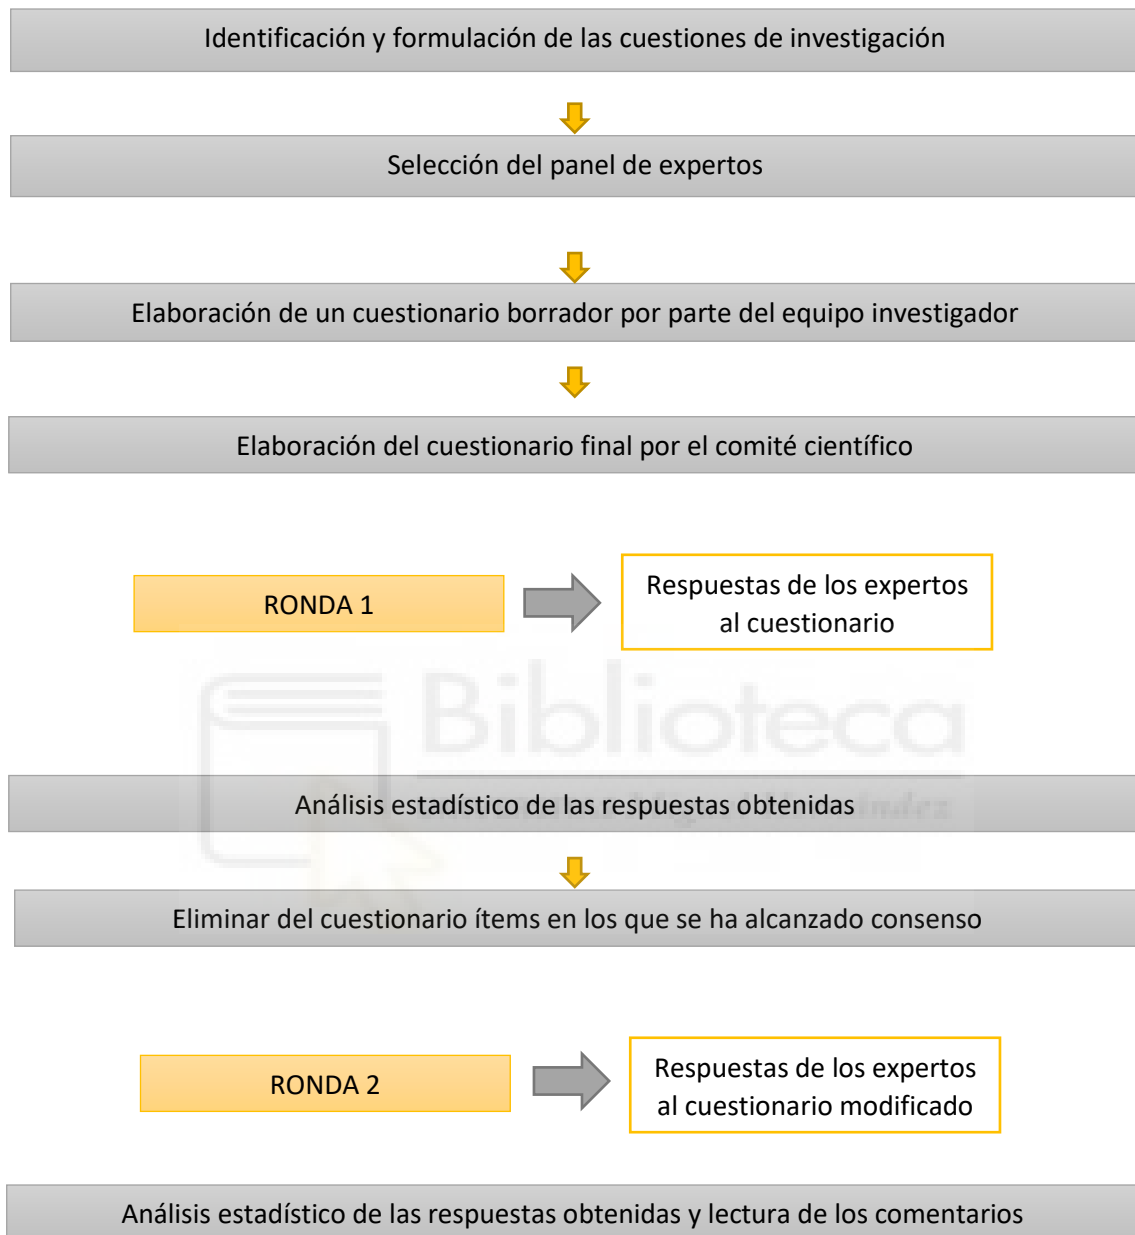 Identificación y formulación de las cuestiones de investigación
Selección del panel de expertos
Elaboración de un cuestionario borrador por parte del equipo investigador
Elaboración del cuestionario final por el comité científico
RONDA 1
Respuestas de los expertos
al cuestionario
Biblioteca
Análisis estadístico de las respuestas obtenidas
Eliminar del cuestionario ítems en los que se ha alcanzado consenso
RONDA 2
Respuestas de los expertos
al cuestionario modificado
Análisis estadístico de las respuestas obtenidas y lectura de los comentarios